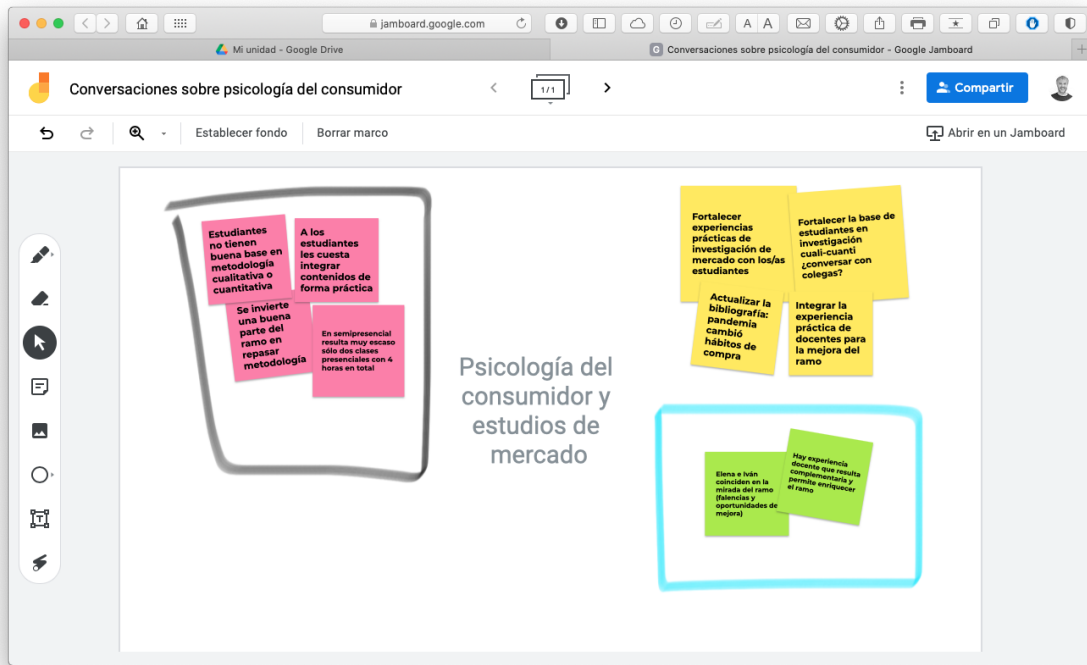 jamboard.google.com
A A
Mi unidad - Google Drive
G Conversaciones sobre psicología del consumidor - Google Jamboard
Conversaciones sobre psicología del consumidor
1/1
Compartir
Establecer fondo
Borrar marco
Abrir en un Jamboard
Estudiantes
no tienen
buena base en
metodología
cualitativa o
cuantitativa
A los
estudiantes
les cuesta
integrar
contenidos de
forma práctica
Se invierte
una buena
parte del
ramo en
repasar
metodología
En semipresencial
resulta muy escaso
sólo dos clases
presenciales con 4
horas en total
Psicología del
consumidor y
estudios de
mercado
Fortalecer
experiencias
prácticas de
investigación de
mercado con los/as
estudiantes
Fortalecer la base de
estudiantes en
investigación
cuali-cuanti
¿conversar con
colegas?
Actualizar la
bibliografía:
pandemia
cambió
hábitos de
compra
Integrar la
experiencia
práctica de
docentes para
la mejora del
ramo
Elena e Iván
coinciden en la
mirada del ramo
(falencias y
oportunidades de
mejora)
Hay experiencia
docente que resulta
complementaria y
permite enriquecer
el ramo